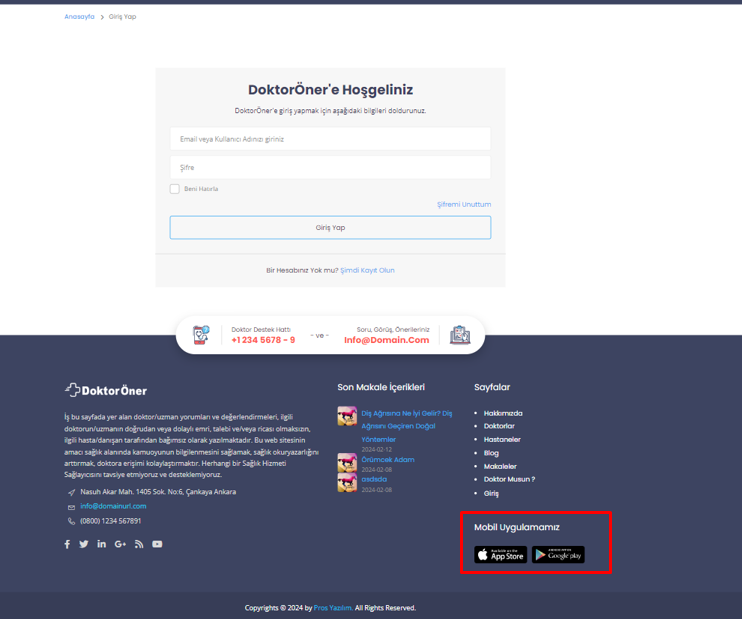 Anasayfa > Giriş Yap
DoktorÖner'e Hoşgeliniz
DoktorÖner'e giriş yapmak için aşağıdaki bilgileri doldurunuz.
Email veya Kullanıcı Adınızı giriniz
Şifre
Beni Hatırla
Şifremi Unuttum
Giriş Yap
Bir Hesabınız Yok mu? Şimdi Kayıt Olun
Doktor Destek Hattı
+1 234 5678 - 9
- ve -
Soru, Görüş, Önerileriniz
Info@Domain.Com
DoktorÖner
İş bu sayfada yer alan doktor/uzman yorumları ve değerlendirmeleri, ilgili
doktorun/uzmanın doğrudan veya dolaylı emri, talebi ve/veya ricası olmaksızın,
ilgili hasta/danışan tarafından bağımsız olarak yazılmaktadır. Bu web sitesinin
amacı sağlık alanında kamuoyunun bilgilenmesini sağlamak, sağlık okuryazarlığını
arttırmak, doktora erişimi kolaylaştırmaktır. Herhangi bir Sağlık Hizmeti
Sağlayıcısını tavsiye etmiyoruz ve desteklemiyoruz.
Nasuh Akar Mah. 1405 Sok. No:6, Çankaya Ankara
info@domainurl.com
(0800) 1234 567891
Son Makale İçerikleri
Diş Ağrısına Ne İyi Gelir? Diş
Ağrısını Geçiren Doğal
Yöntemler
2024-02-12
Örümcek Adam
2024-02-08
asdsda
2024-02-08
Sayfalar
Hakkımızda
Doktorlar
Hastaneler
Blog
Makaleler
Doktor Musun ?
Giriş
Mobil Uygulamamız
Available on the
App Store
Google play
Copyrights © 2024 by Fros Yazılım. All Rights Reserved.